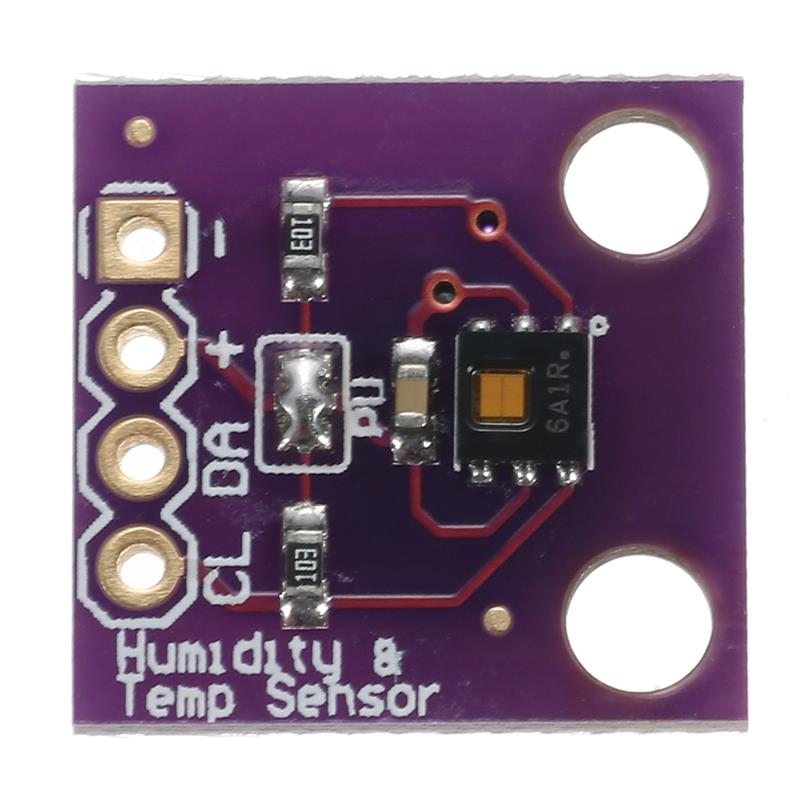 103
-
+
PU
6A1R.
DA
CL
103
Humidity &
Temp Sensor